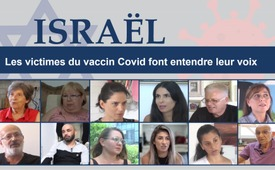 ISRAËL
Les victimes du vaccin Covid font entendre leur voix